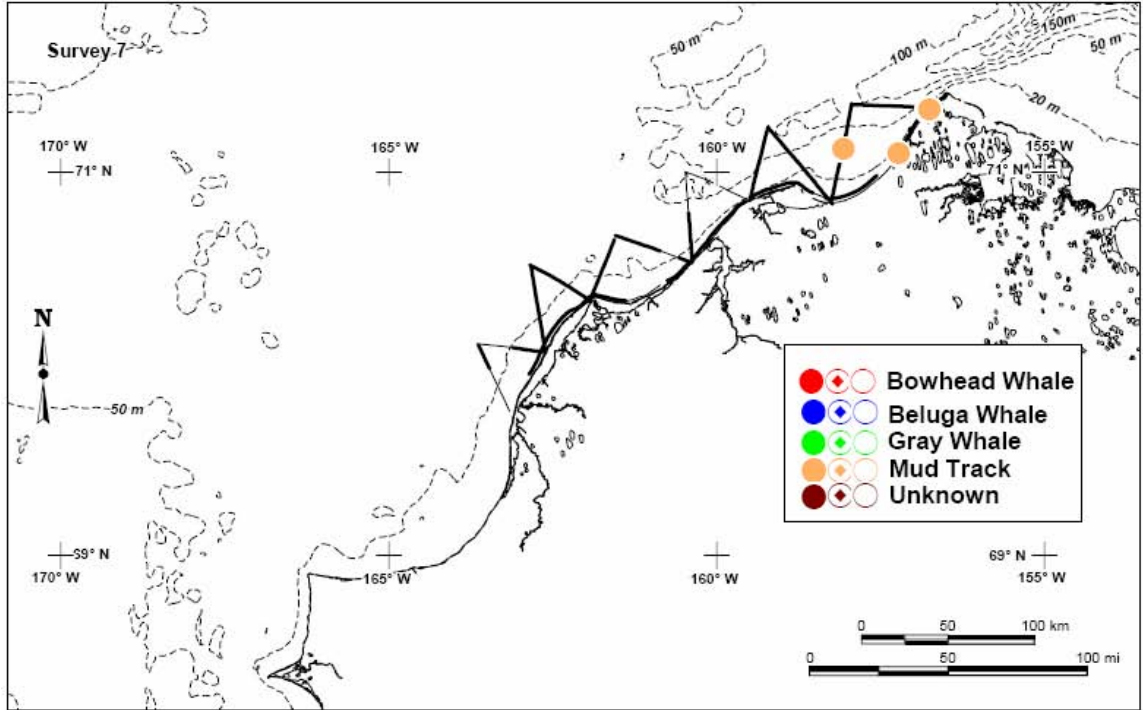 Survey 7
50 m
100 m
150m
50 m
20 m
170° W
165° W
160° W
155° W
71° N
71° N
N
50 m
Bowhead Whale
Beluga Whale
Gray Whale
Mud Track
Unknown
69° N
69° N
170° W
165° W
160° W
155° W
0 50 100 km
0 50 100 mi